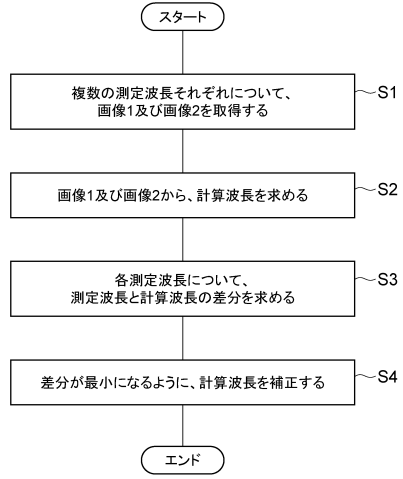 スタート
複数の測定波長それぞれについて、
画像1及び画像2を取得する
S1
画像1及び画像2から、計算波長を求める
S2
各測定波長について、
測定波長と計算波長の差分を求める
S3
差分が最小になるように、計算波長を補正する
S4
エンド